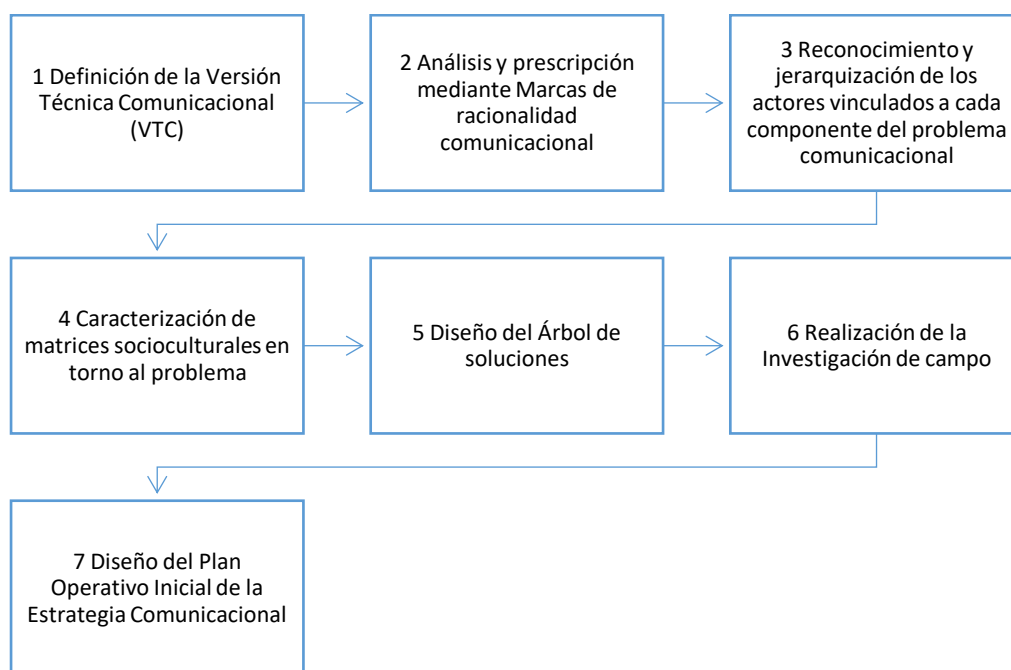 1 Definición de la Versión
Técnica Comunicacional
(VTC)
2 Análisis y prescripción
mediante Marcas de
racionalidad
comunicacional
3 Reconocimiento y
jerarquización de los
actores vinculados a cada
componente del problema
comunicacional
4 Caracterización de
matrices socioculturales en
torno al problema
5 Diseño del Árbol de
soluciones
6 Realización de la
Investigación de campo
7 Diseño del Plan
Operativo Inicial de la
Estrategia Comunicacional